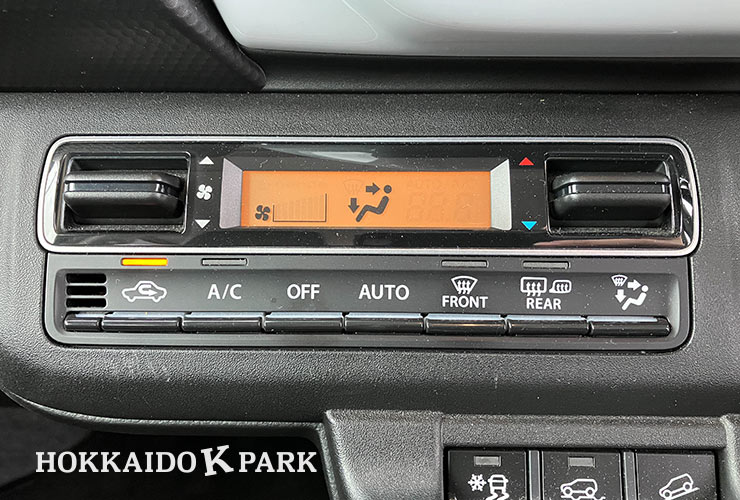 A/C
OFF
AUTO
FRONT
REAR
HOKKAIDO K PARK